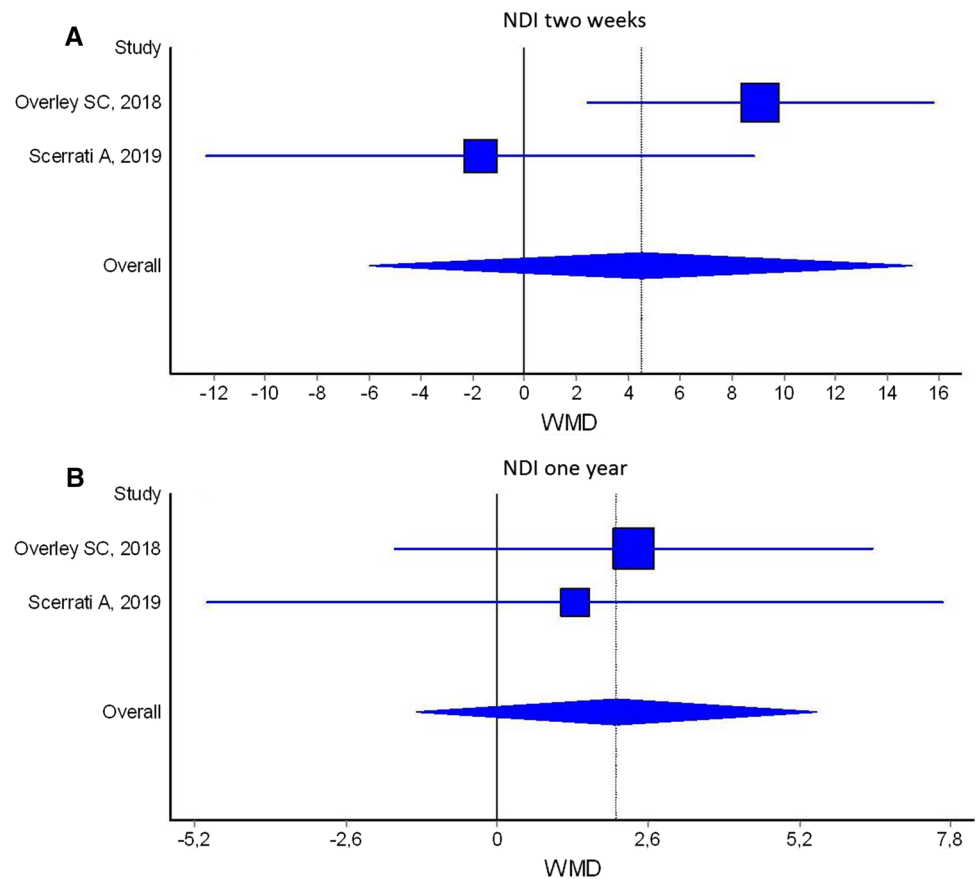 A
NDI two weeks
Study
Overley SC, 2018
Scerrati A, 2019
Overall
-12 -10 -8 -6 -4 -2 0 2 4 6 8 10 12 14 16
WMD
B
NDI one year
Study
Overley SC, 2018
Scerrati A, 2019
Overall
-5,2 -2,6 0 2,6 5,2 7,8
WMD